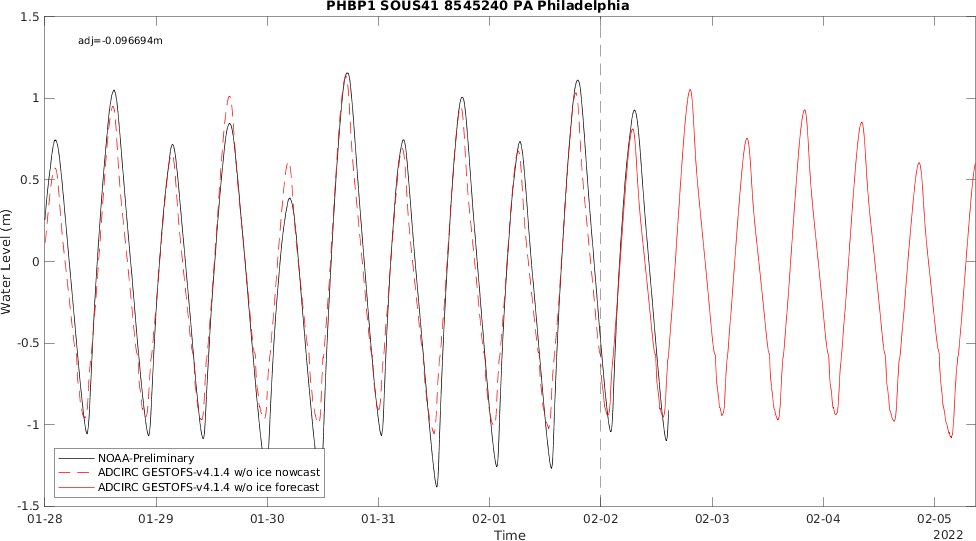 PHBP1 SOUS41 8545240 PA Philadelphia
adj=-0.096694m
1.5
1
0.5
0
-0.5
-1
-1.5
Water Level (m)
NOAA-Preliminary
ADCIRC GESTOFS-v4.1.4 w/o ice nowcast
ADCIRC GESTOFS-v4.1.4 w/o ice forecast
01-28 01-29 01-30 01-31 02-01 02-02 02-03 02-04 02-05
Time
2022